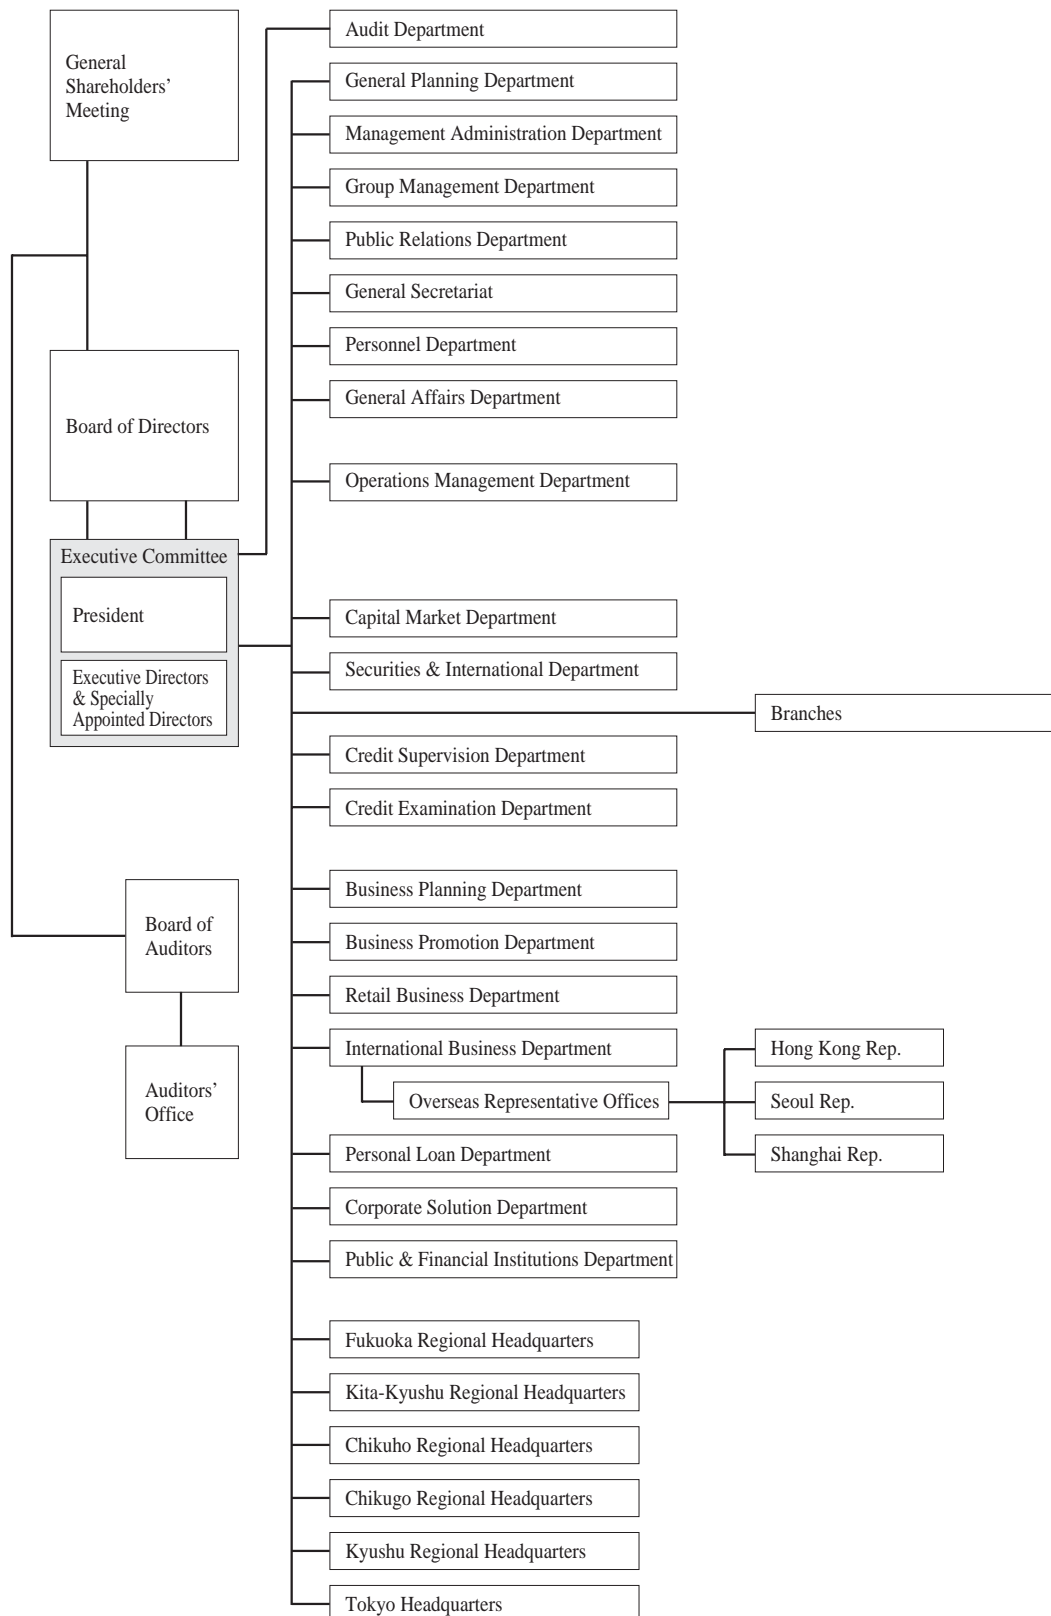 General
Shareholders’
Meeting
Board of Directors
Executive Committee
President
Executive Directors
& Specially
Appointed Directors
Board of
Auditors
Auditors’
Office
Audit Department
General Planning Department
Management Administration Department
Group Management Department
Public Relations Department
General Secretariat
Personnel Department
General Affairs Department
Operations Management Department
Capital Market Department
Securities & International Department
Branches
Credit Supervision Department
Credit Examination Department
Business Planning Department
Business Promotion Department
Retail Business Department
International Business Department
Overseas Representative Offices
Hong Kong Rep.
Seoul Rep.
Shanghai Rep.
Personal Loan Department
Corporate Solution Department
Public & Financial Institutions Department
Fukuoka Regional Headquarters
Kita-Kyushu Regional Headquarters
Chikuho Regional Headquarters
Chikugo Regional Headquarters
Kyushu Regional Headquarters
Tokyo Headquarters